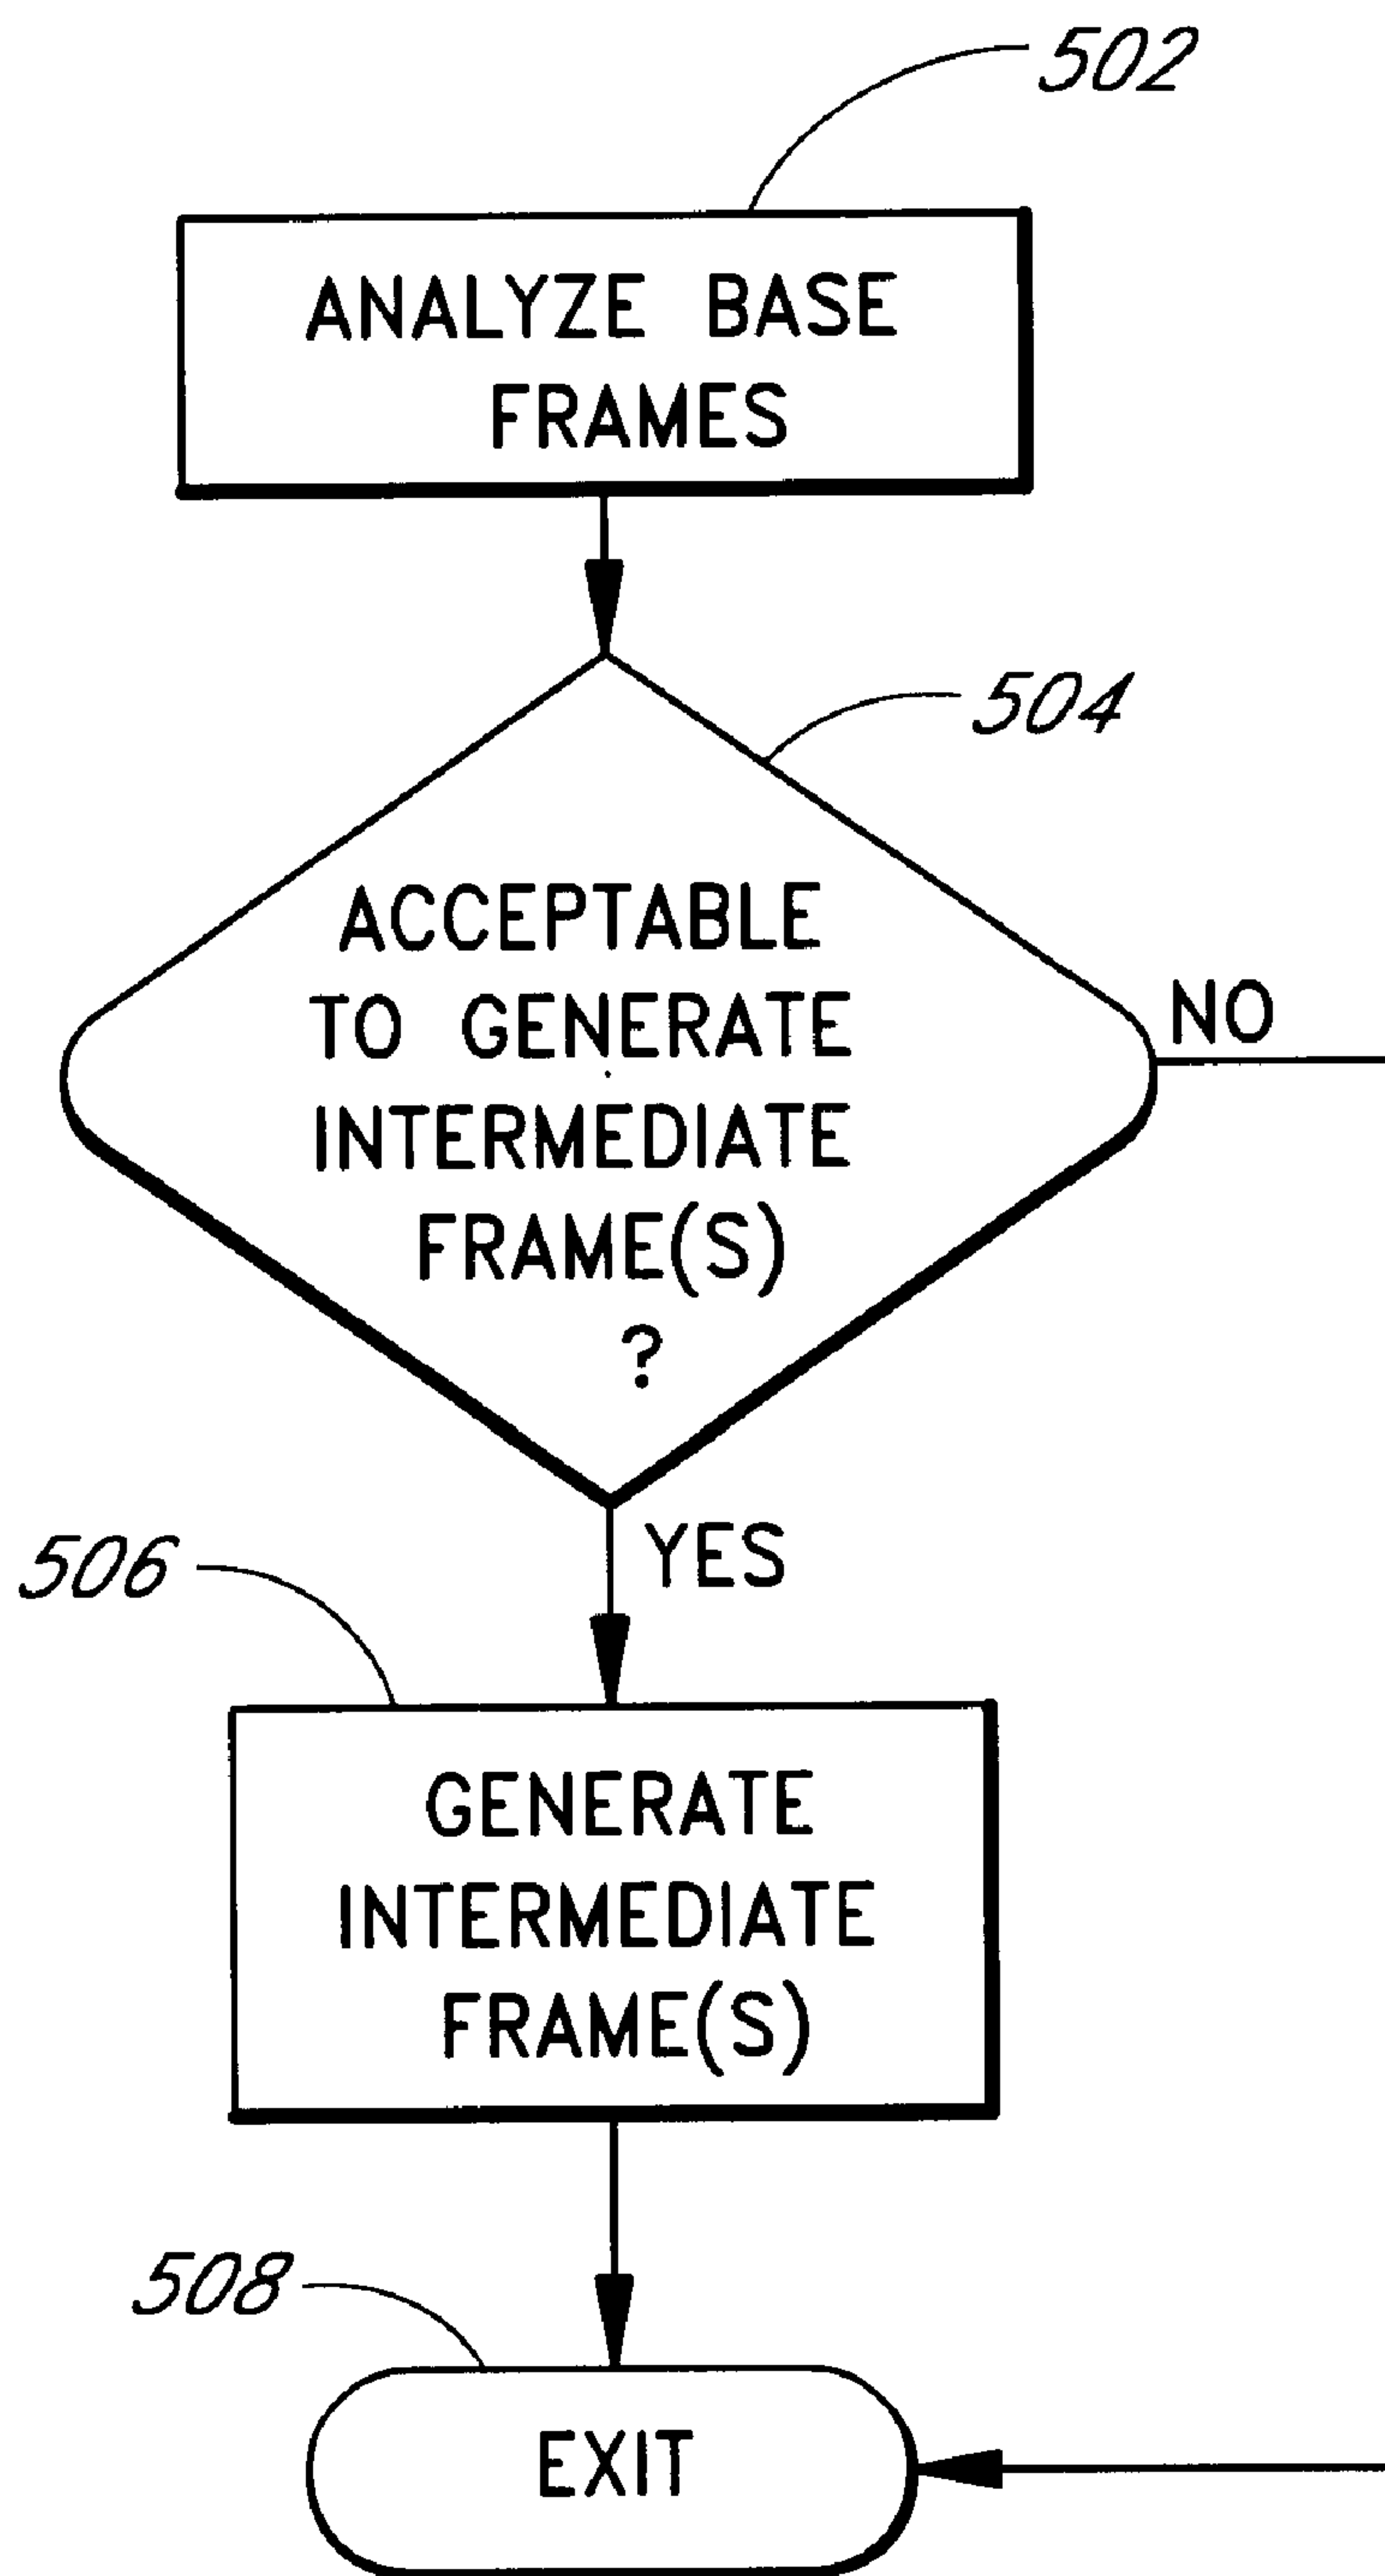 502
ANALYZE BASE
FRAMES
504
ACCEPTABLE
TO GENERATE
INTERMEDIATE
FRAME(S)
?
NO
YES
506
GENERATE
INTERMEDIATE
FRAME(S)
508
EXIT